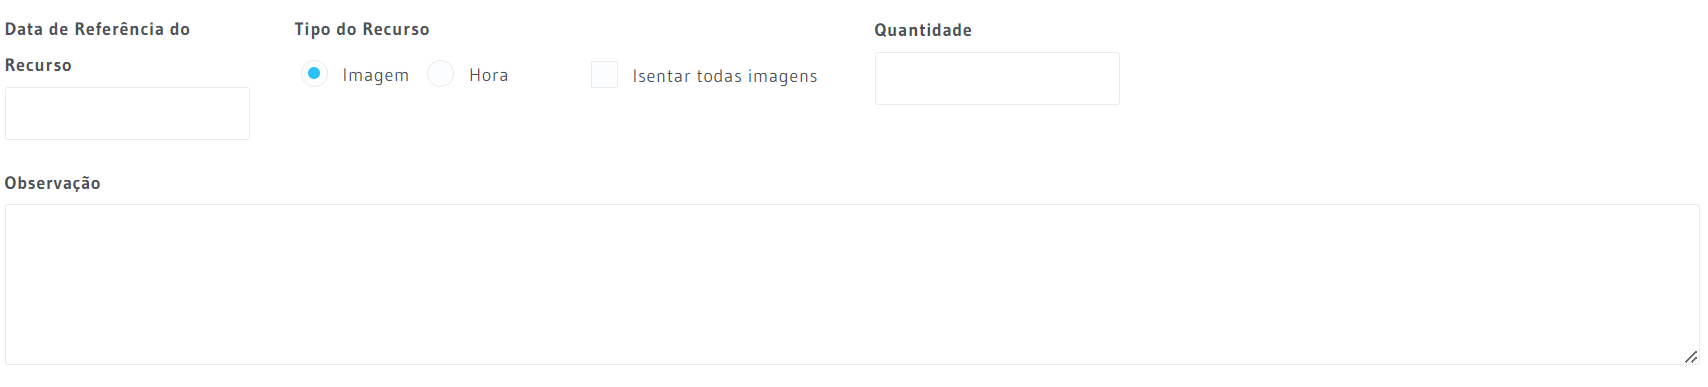 Data de Referência do
Recurso
Tipo do Recurso
Imagem
Hora
Isentar todas imagens
Quantidade
Observação